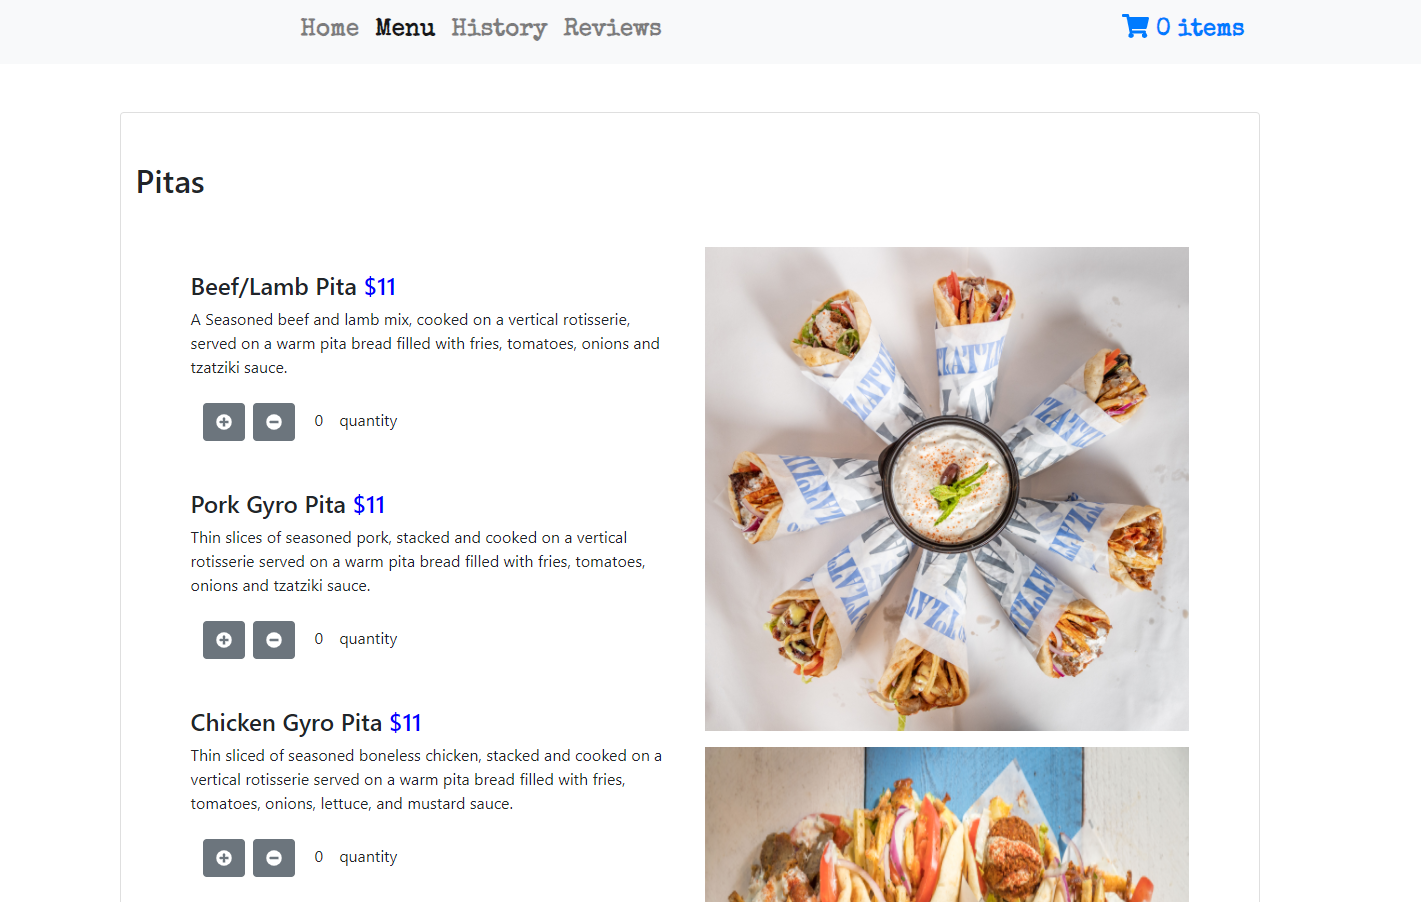 Home Menu History Reviews
0 items
Pitas
Beef/Lamb Pita $11
A Seasoned beef and lamb mix, cooked on a vertical rotisserie,
served on a warm pita bread filled with fries, tomatoes, onions and
tzatziki sauce.
0 quantity
Pork Gyro Pita $11
Thin slices of seasoned pork, stacked and cooked on a vertical
rotisserie served on a warm pita bread filled with fries, tomatoes,
onions and tzatziki sauce.
0 quantity
Chicken Gyro Pita $11
Thin sliced of seasoned boneless chicken, stacked and cooked on a
vertical rotisserie served on a warm pita bread filled with fries,
tomatoes, onions, lettuce, and mustard sauce.
0 quantity